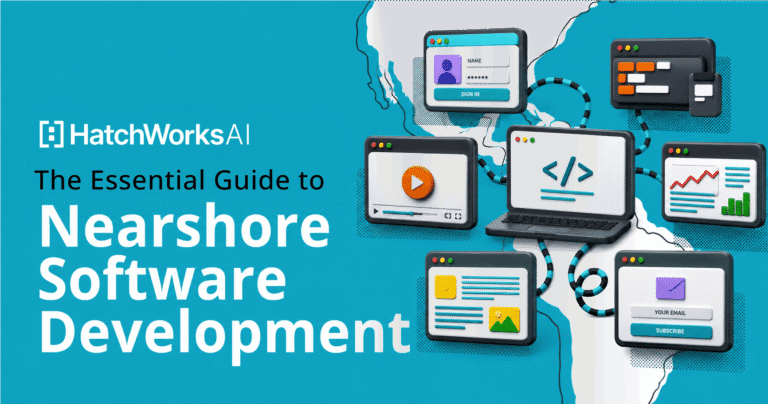 HatchWorksAI
The Essential Guide to
Nearshore
Software
Development
NAME
******
SIGN IN
</>
YOUR EMAIL
SUBSCRIBE